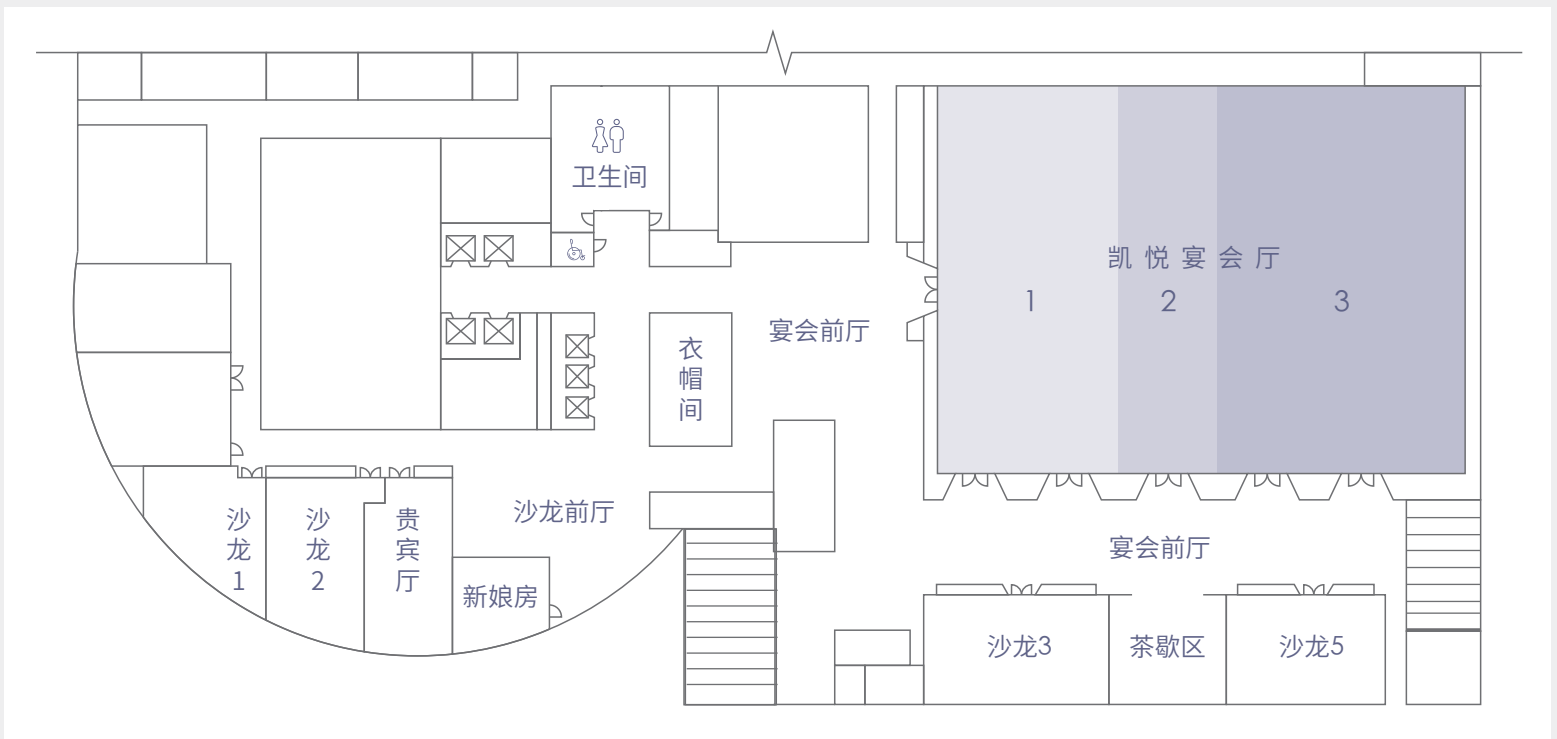 卫生间
凯悦宴会厅
1
2
3
宴会前厅
衣帽间
沙龙前厅
沙龙1
沙龙2
贵宾厅
新娘房
宴会前厅
沙龙3
茶歇区
沙龙5